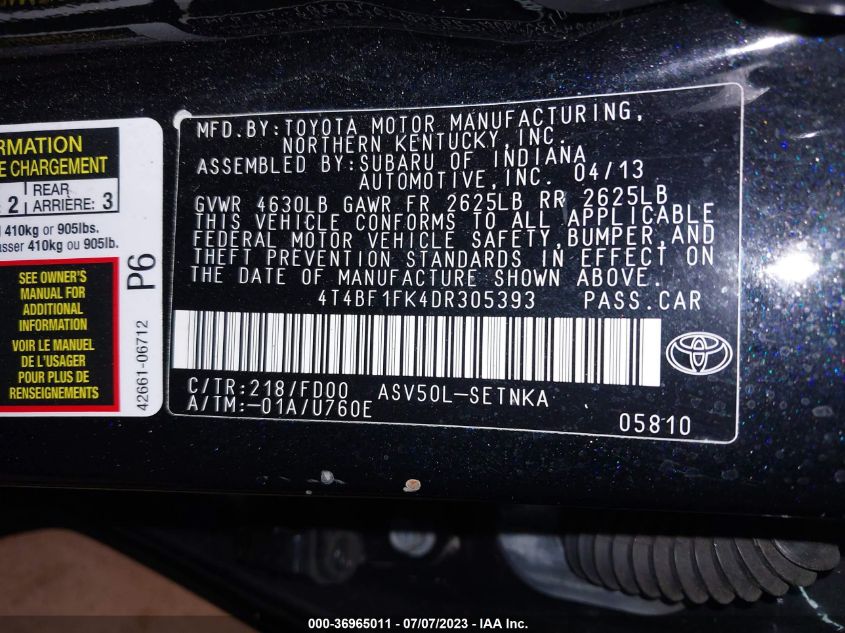 RMATION
E CHARGEMENT
2 REAR ARRIÈRE: 3
410kg or 905lbs.
sser 410kg ou 905lb.
SEE OWNER'S
MANUAL FOR
ADDITIONAL
INFORMATION
VOIR LE MANUEL
DE L'USAGER
POUR PLUS DE
RENSEIGNEMENTS
P6
42661-06712
MFD.BY:TOYOTA MOTOR MANUFACTURING,
NORTHERN KENTUCKY,INC.
ASSEMBLED BY:SUBARU OF INDIANA
AUTOMOTIVE,INC. 04/13
GVWR 4630LB GAWR FR 2625LB RR 2625LB
THIS VEHICLE CONFORMS TO ALL APPLICABLE
FEDERAL MOTOR VEHICLE SAFETY,BUMPER,AND
THEFT PREVENTION STANDARDS IN EFFECT ON
THE DATE OF MANUFACTURE SHOWN ABOVE.
4T4BF1FK4DR305393 PASS.CAR
C/TR:218/FD00 ASV50L-SETNKA
A/TM:-01A/U760E
05810
000-36965011 - 07/07/2023 - IAA Inc.